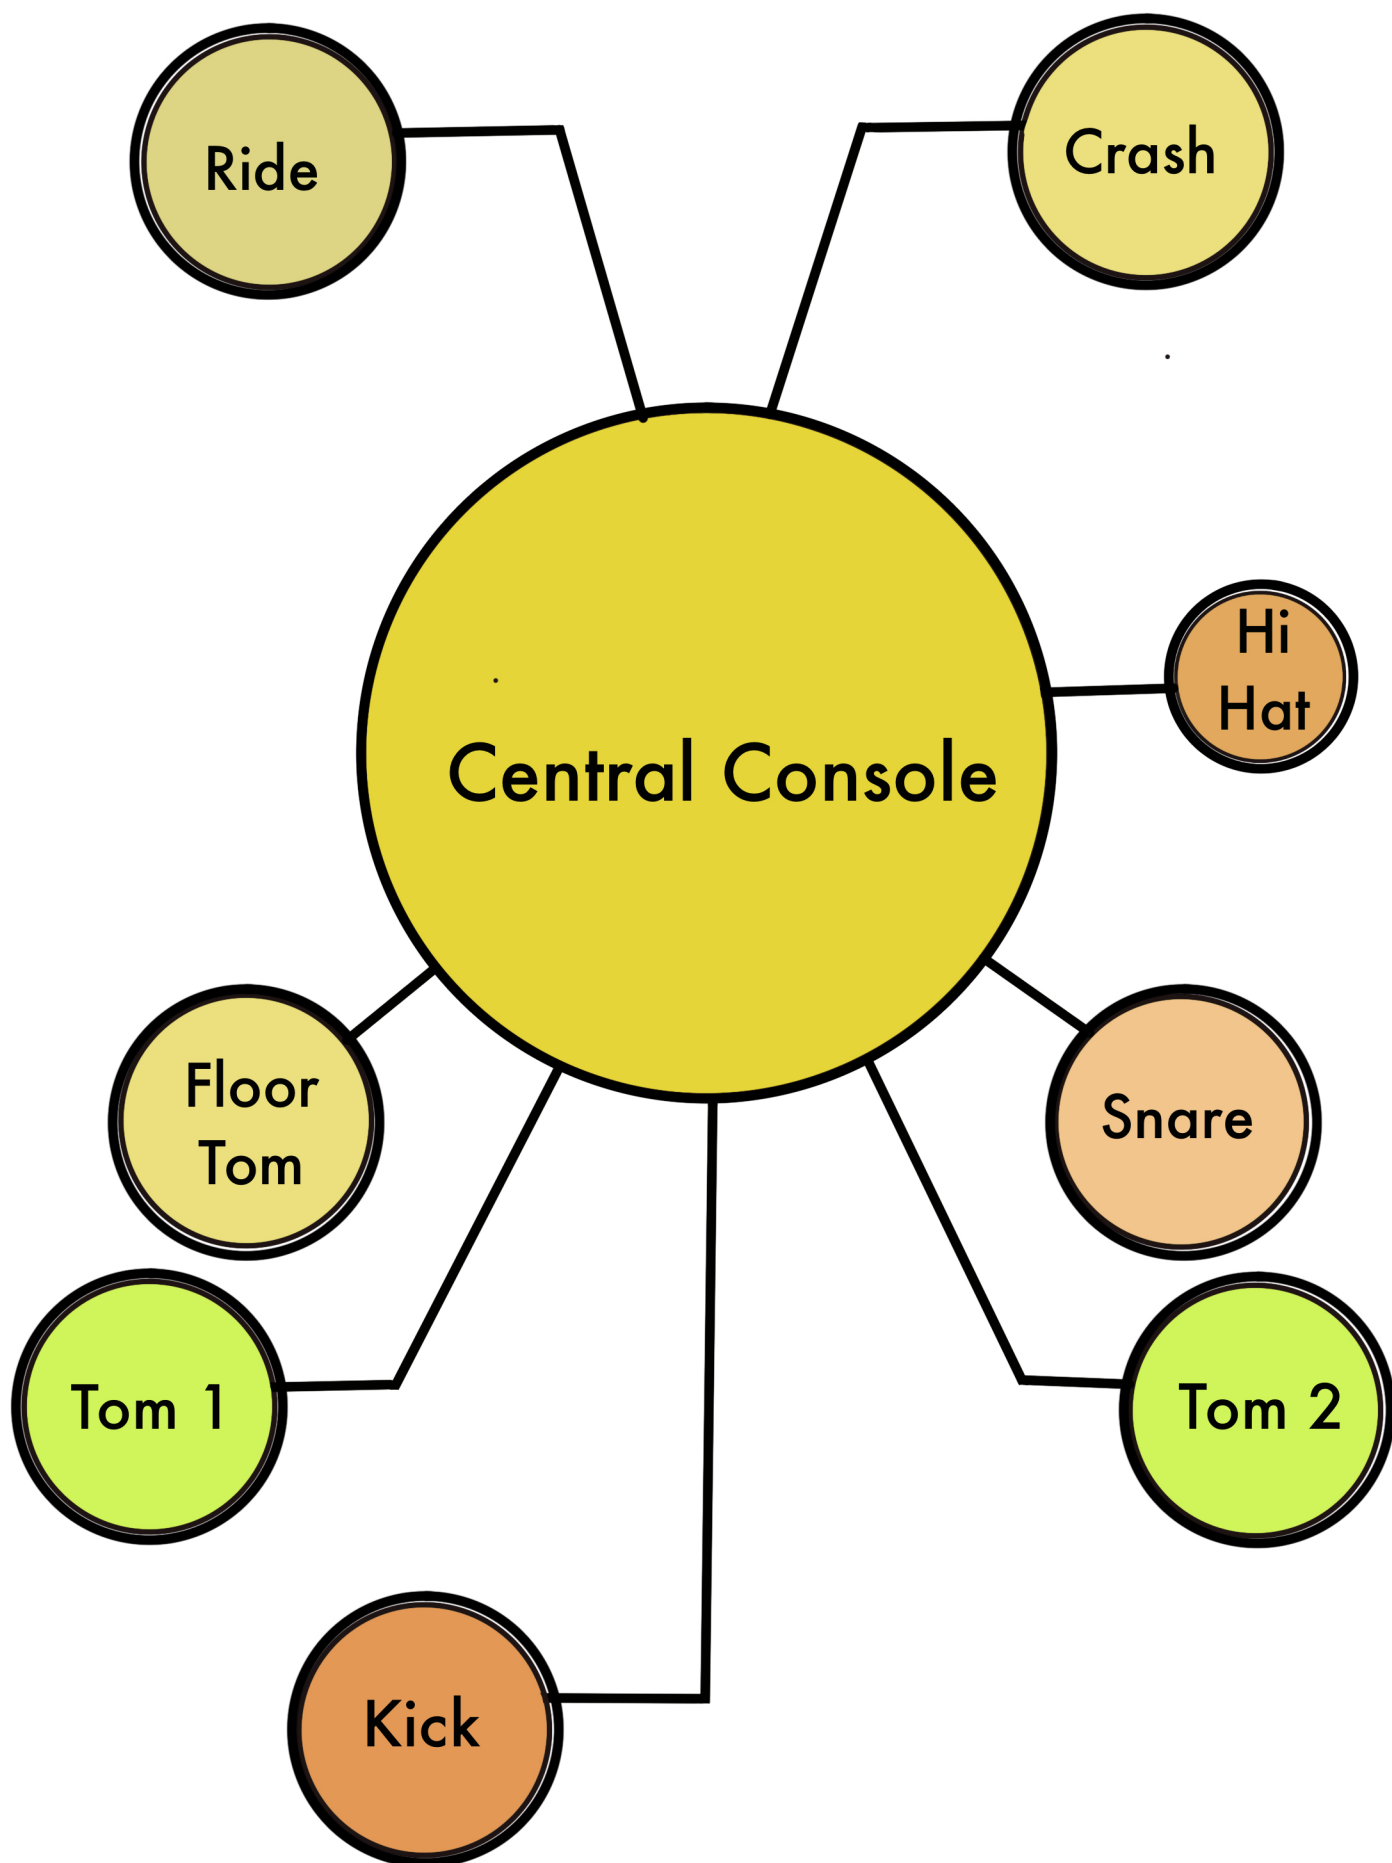 Ride
Crash
Hi
Hat
Central Console
Floor
Tom
Snare
Tom 1
Tom 2
Kick